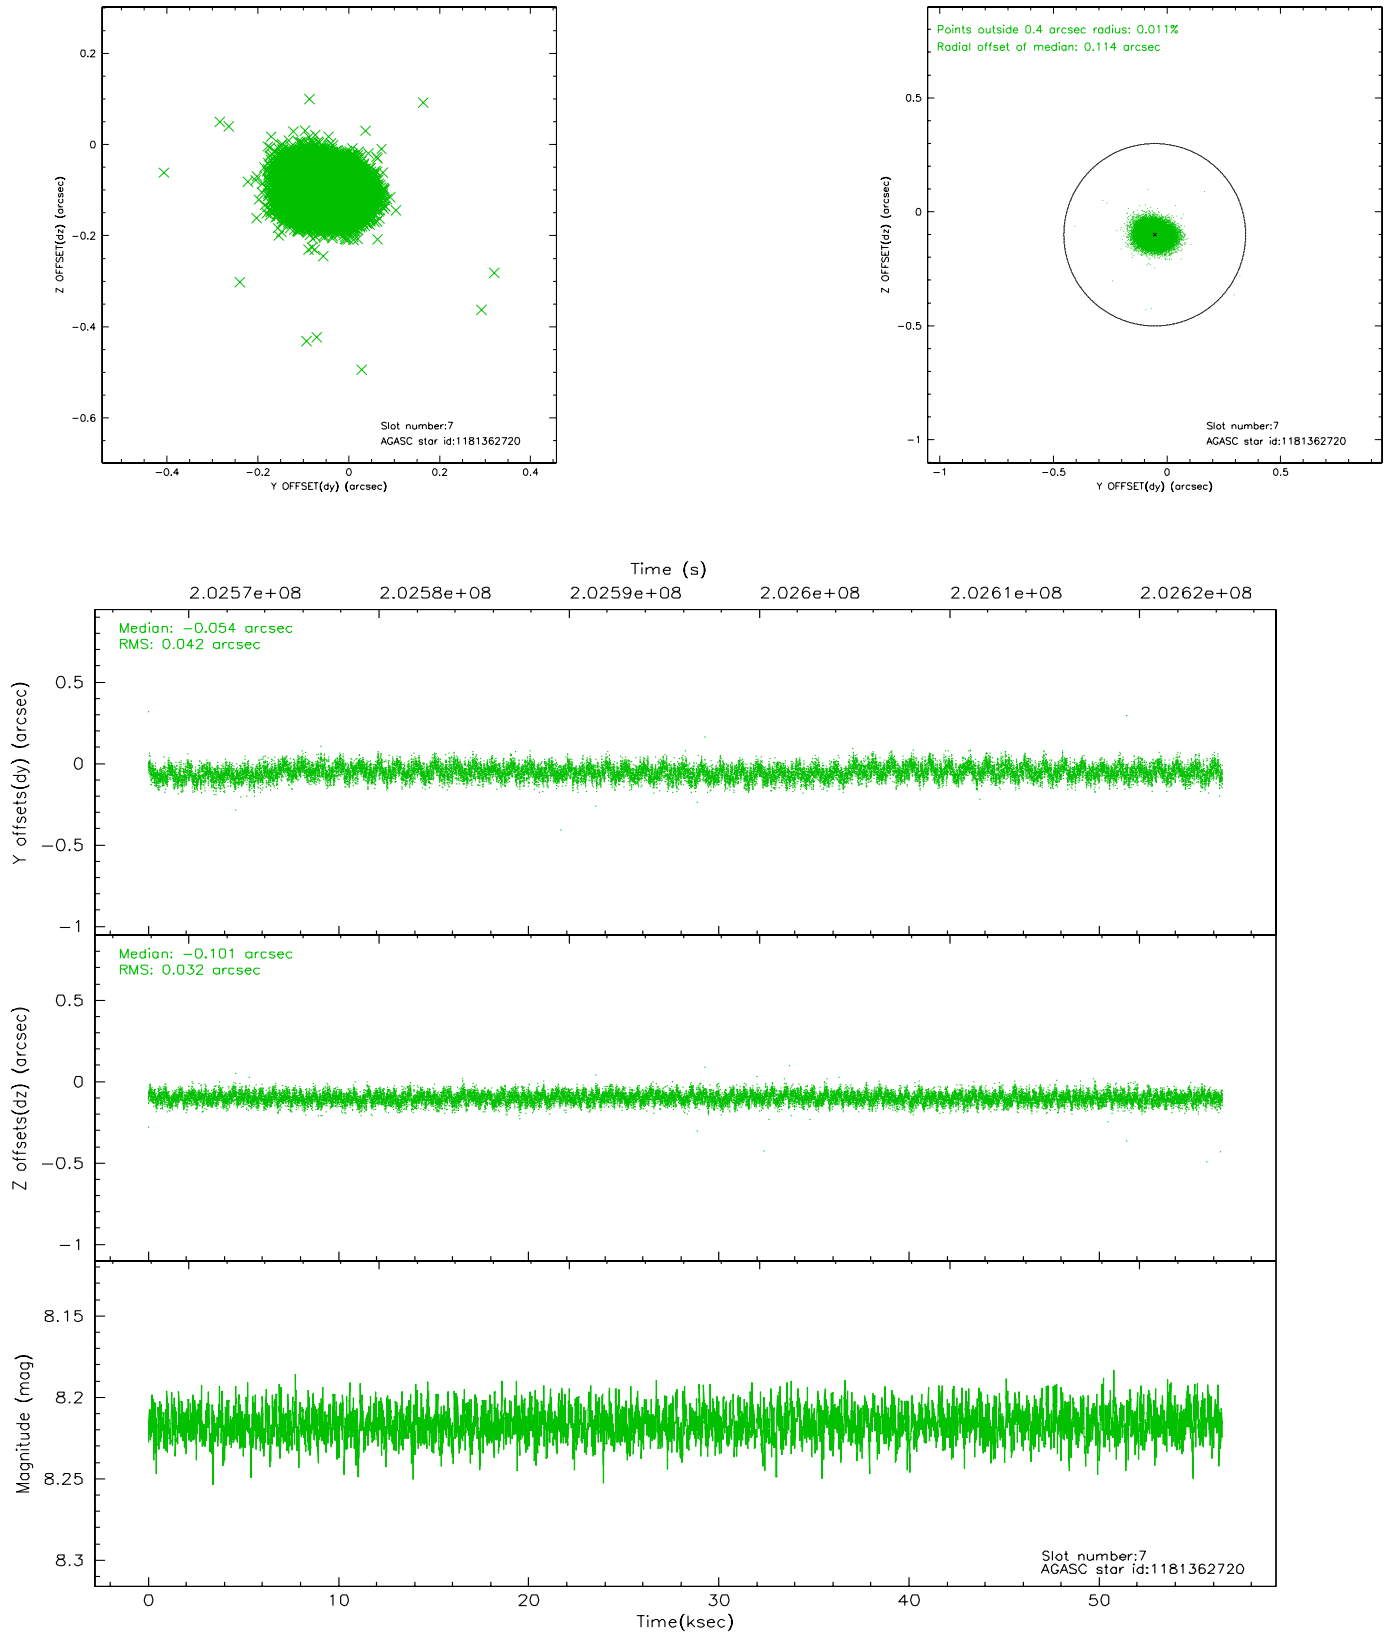 0.2
0
−0.2
−0.4
−0.6
−0.4
−0.2
0
0.2
0.4
Z OFFSET(dz) (arcsec)
Y OFFSET(dy) (arcsec)
Slot number:7
AGASC star id:1181362720
Points outside 0.4 arcsec radius: 0.011%
Radial offset of median: 0.114 arcsec
0.5
0
−0.5
−1
−1
−0.5
0
0.5
Z OFFSET(dz) (arcsec)
Y OFFSET(dy) (arcsec)
Slot number:7
AGASC star id:1181362720
Time (s)
2.0257e+08
2.0258e+08
2.0259e+08
2.026e+08
2.0261e+08
2.0262e+08
Median: −0.054 arcsec
RMS: 0.042 arcsec
0.5
0
−0.5
−1
Y offsets(dy) (arcsec)
Median: −0.101 arcsec
RMS: 0.032 arcsec
0.5
0
−0.5
−1
Z offsets(dz) (arcsec)
8.15
8.2
8.25
8.3
Magnitude (mag)
Slot number:7
AGASC star id:1181362720
0
10
20
30
40
50
Time(ksec)